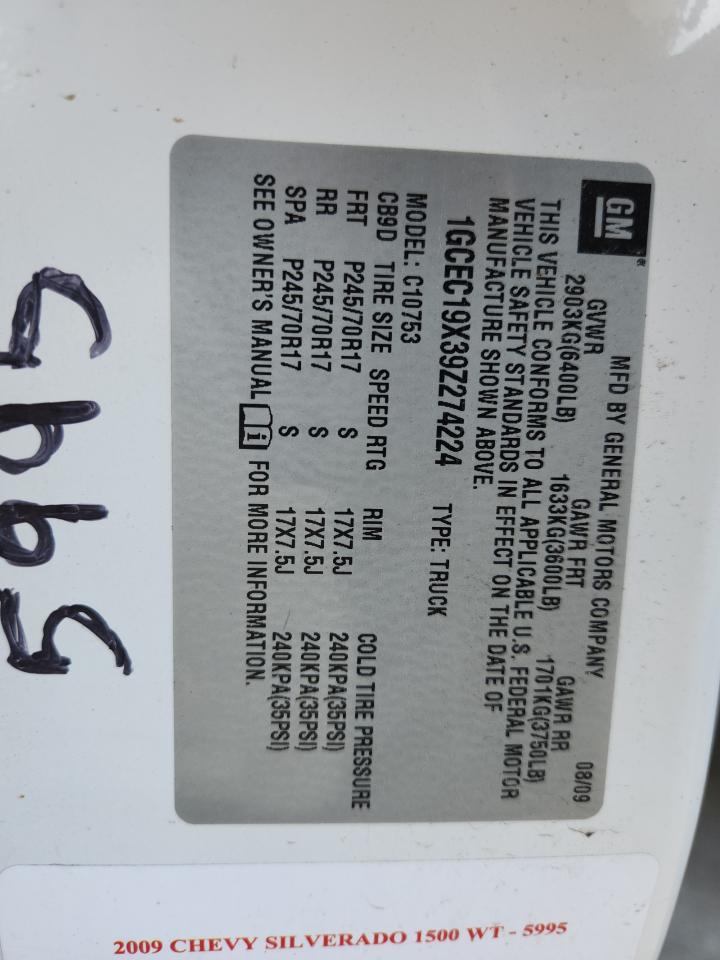 GM
MFD BY GENERAL MOTORS COMPANY
08/09
GVWR GAWR FRT GAWR RR
2903KG(6400LB) 1633KG(3600LB) 1701KG(3750LB)
THIS VEHICLE CONFORMS TO ALL APPLICABLE U.S. FEDERAL MOTOR
VEHICLE SAFETY STANDARDS IN EFFECT ON THE DATE OF
MANUFACTURE SHOWN ABOVE.
1GCEC19X39Z274224 TYPE: TRUCK
MODEL: C10753
CB9D TIRE SIZE SPEED RTG RIM COLD TIRE PRESSURE
FRT P245/70R17 S 17X7.5J 240KPA(35PSI)
RR P245/70R17 S 17X7.5J 240KPA(35PSI)
SPA P245/70R17 S 17X7.5J 240KPA(35PSI)
SEE OWNER'S MANUAL i FOR MORE INFORMATION.
5995
2009 CHEVY SILVERADO 1500 WT - 5995